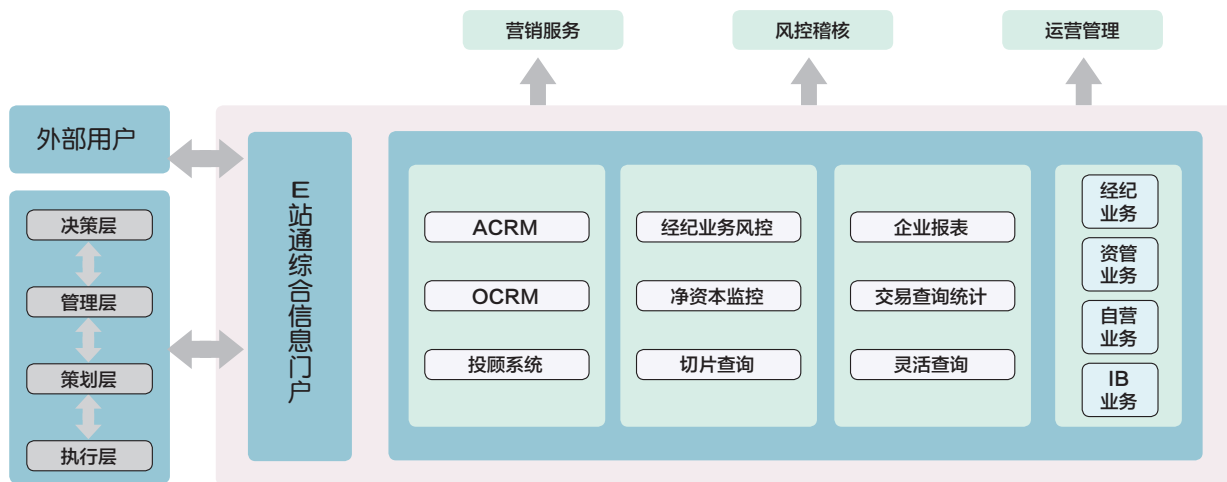 营销服务
风控稽核
运营管理
外部用户
决策层
管理层
策划层
执行层
E站通综合信息门户
ACRM
OCRM
投顾系统
经纪业务风控
净资本监控
切片查询
企业报表
交易查询统计
灵活查询
经纪
业务
资管
业务
自营
业务
IB
业务